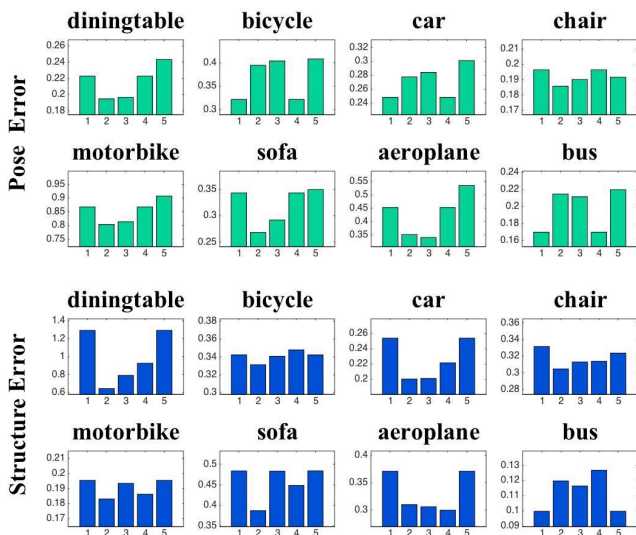 diningtable bicycle car chair
0.26 0.24 0.22 0.2 0.18
1 2 3 4 5
0.4 0.3
1 2 3 4 5
0.32 0.3 0.28 0.26 0.24
1 2 3 4 5
0.21 0.2 0.19 0.18 0.17
1 2 3 4 5
Pose Error
motorbike sofa aeroplane bus
0.95 0.9 0.85 0.8 0.75
1 2 3 4 5
0.35 0.3 0.25
1 2 3 4 5
0.55 0.5 0.45 0.4 0.35
1 2 3 4 5
0.24 0.22 0.2 0.18 0.16
1 2 3 4 5
diningtable bicycle car chair
1.4 1.2 1 0.8 0.6
1 2 3 4 5
0.38 0.36 0.34 0.32 0.3
1 2 3 4 5
0.26 0.24 0.22 0.2
1 2 3 4 5
0.36 0.34 0.32 0.3 0.28
1 2 3 4 5
Structure Error
motorbike sofa aeroplane bus
0.21 0.2 0.19 0.18 0.17
1 2 3 4 5
0.5 0.45 0.4 0.35
1 2 3 4 5
0.4 0.35 0.3
1 2 3 4 5
0.13 0.12 0.11 0.1 0.09
1 2 3 4 5